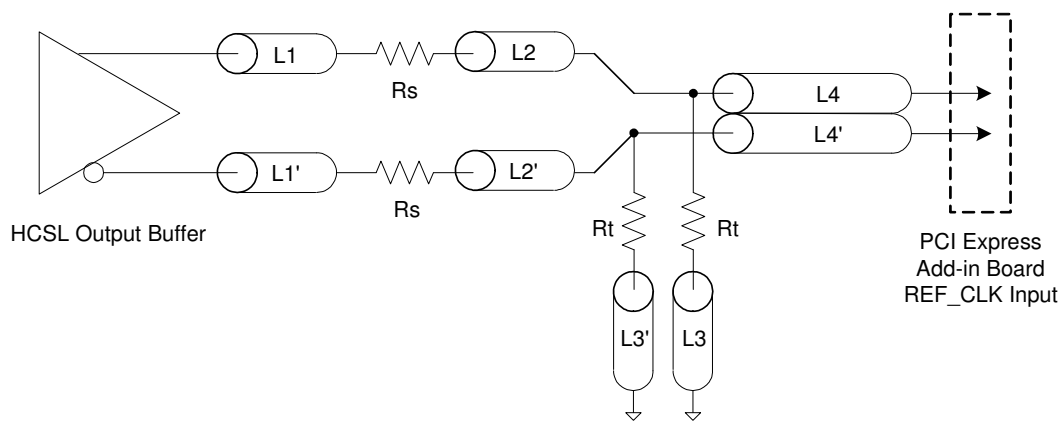 L1
Rs
L2
L4
L4'
L1'
Rs
L2'
HCSL Output Buffer
Rt
Rt
L3'
L3
PCI Express
Add-in Board
REF_CLK Input